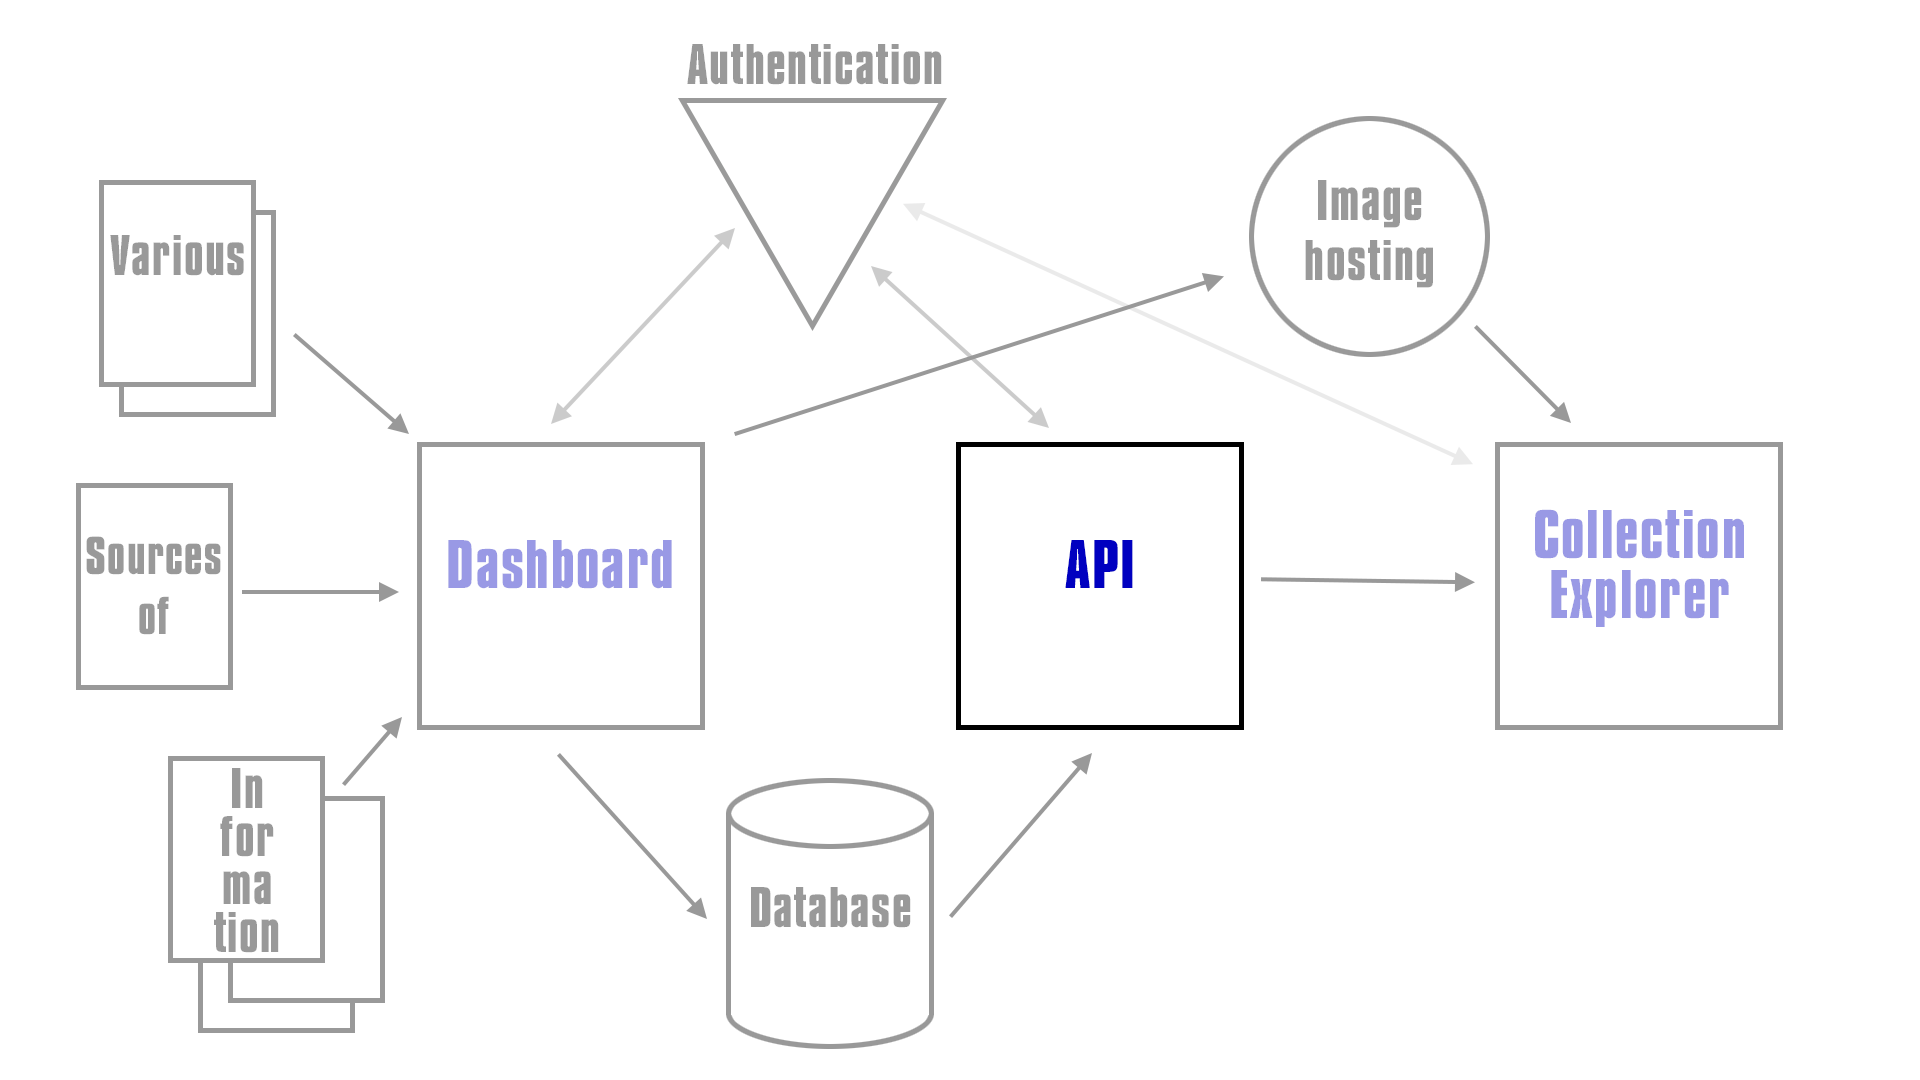 Authentication
Image
hosting
Various
Sources
of
In
for
ma
tion
Dashboard
API
Collection
Explorer
Database